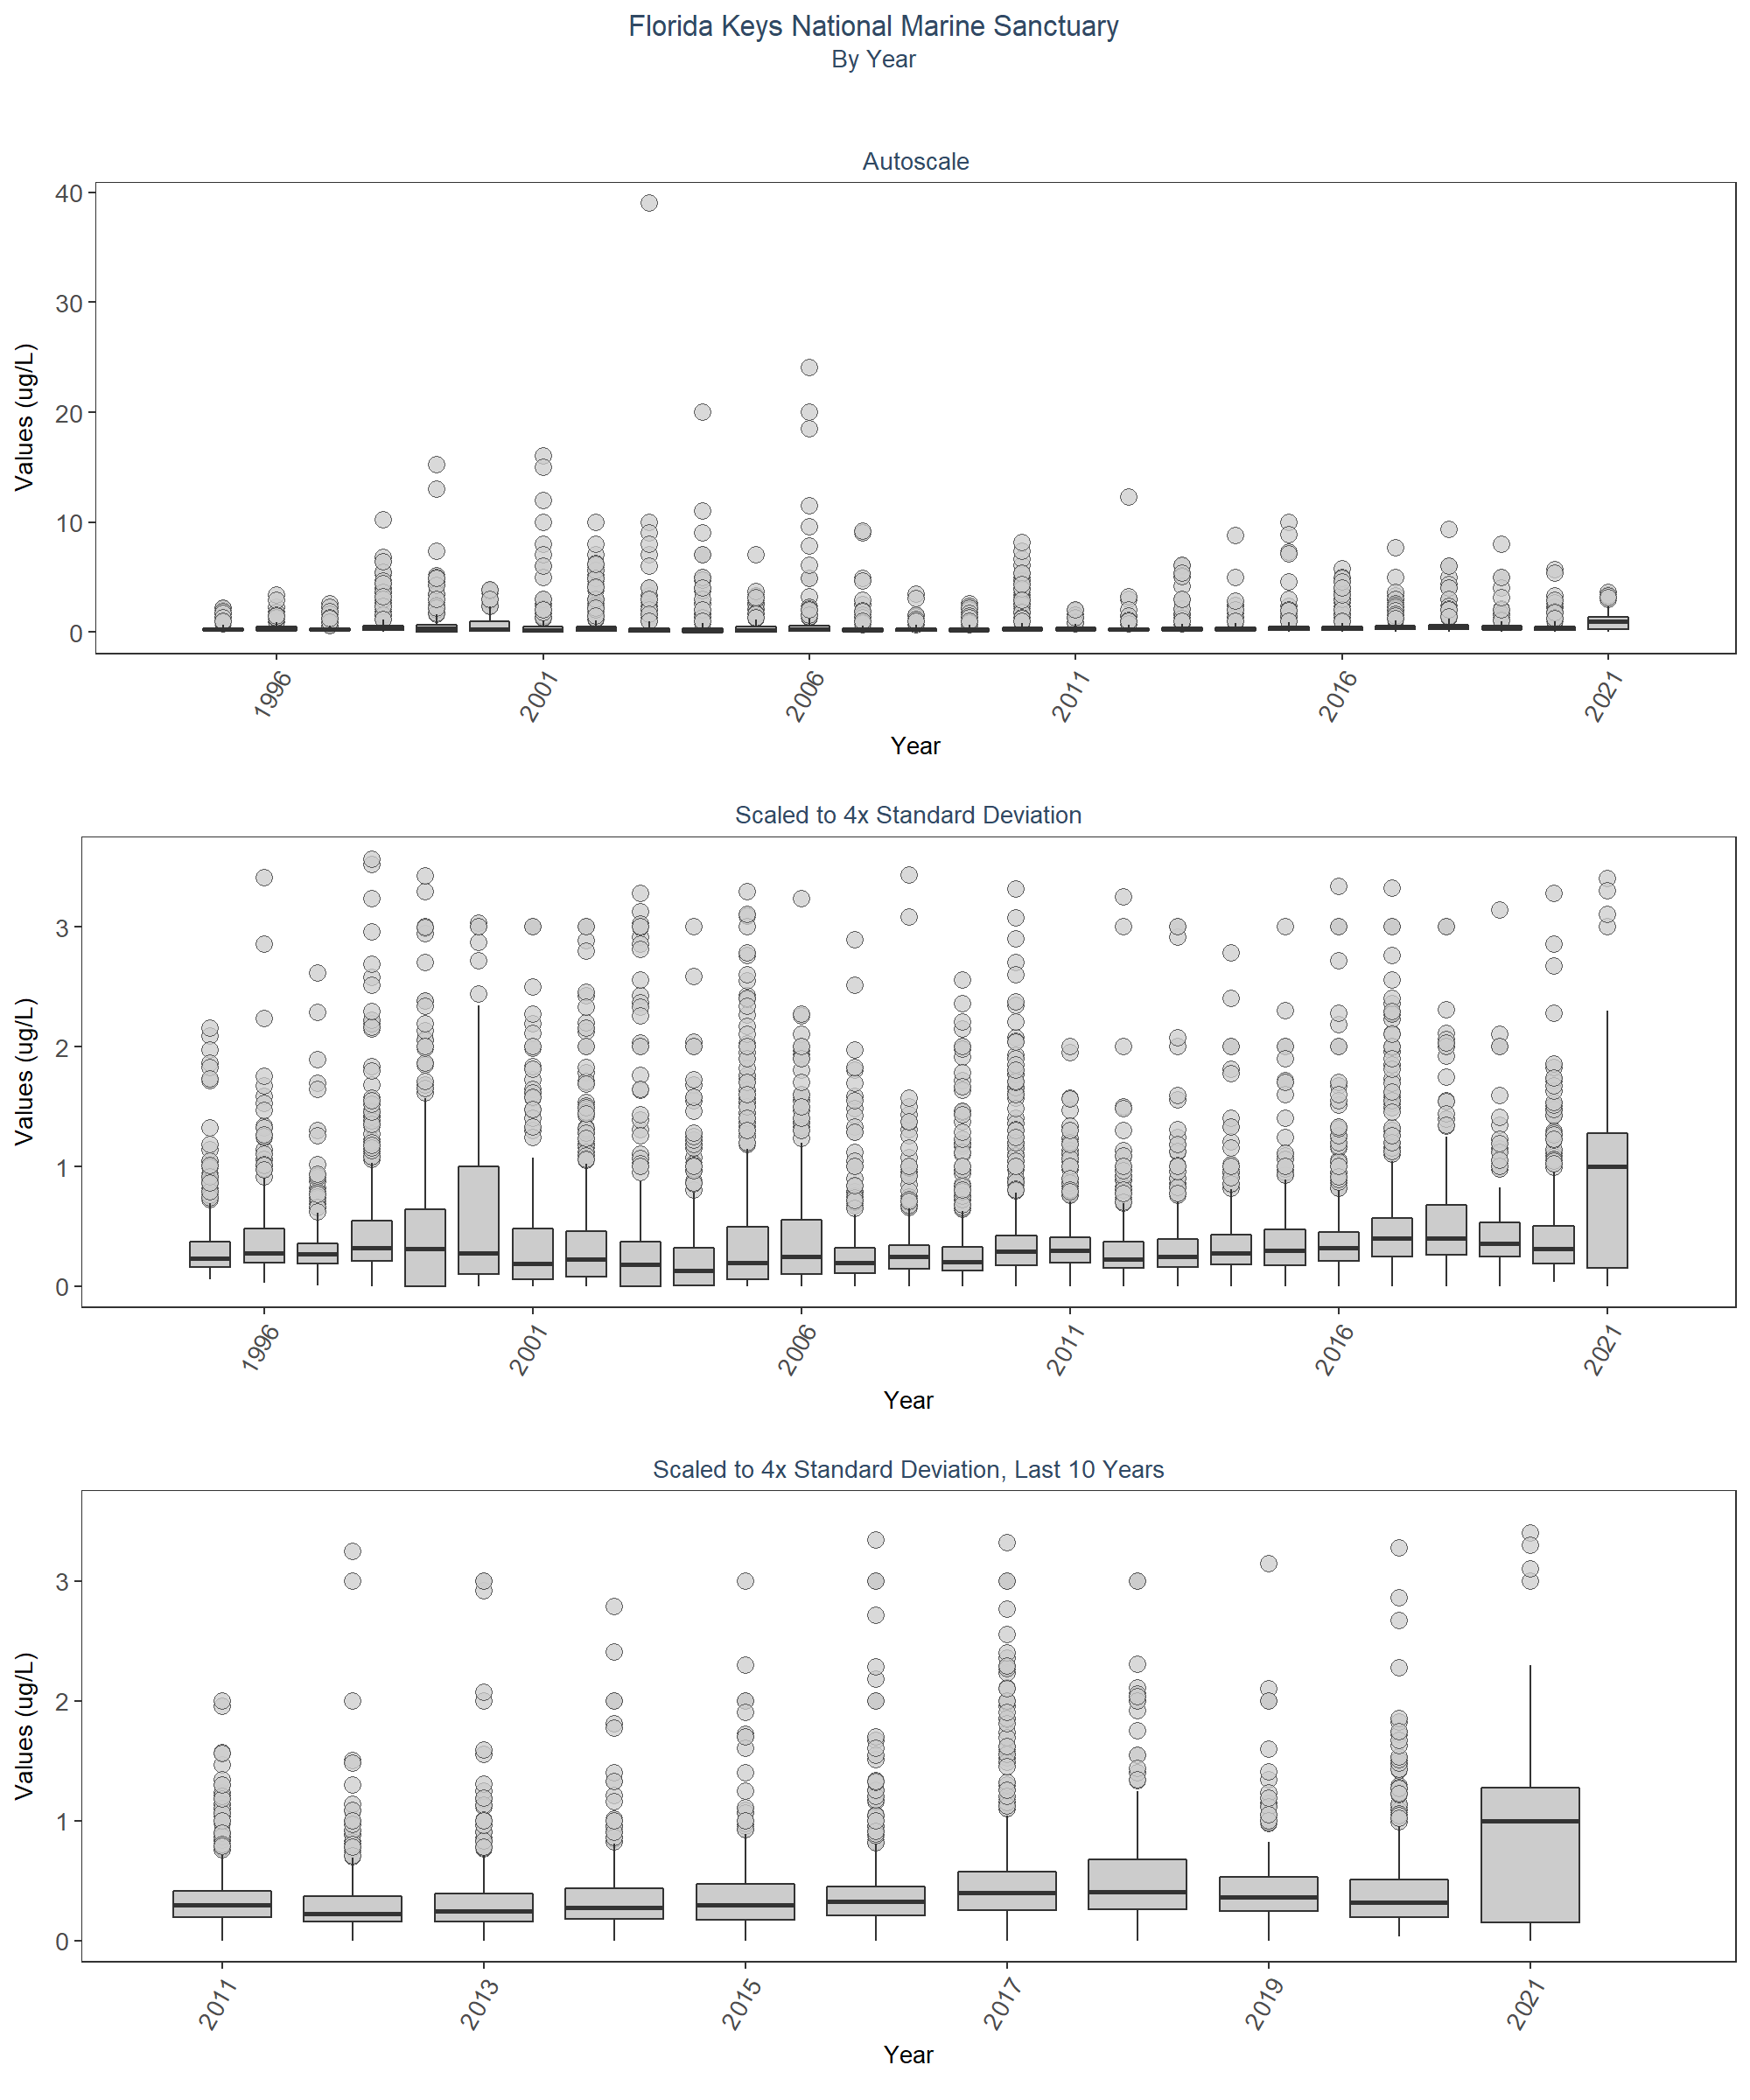 Florida Keys National Marine Sanctuary
By Year
Autoscale
Values (ug/L)
40
30
20
10
0
1996
2001
2006
2011
2016
2021
Year
Scaled to 4x Standard Deviation
Values (ug/L)
3
2
1
0
1996
2001
2006
2011
2016
2021
Year
Scaled to 4x Standard Deviation, Last 10 Years
Values (ug/L)
3
2
1
0
2011
2013
2015
2017
2019
2021
Year